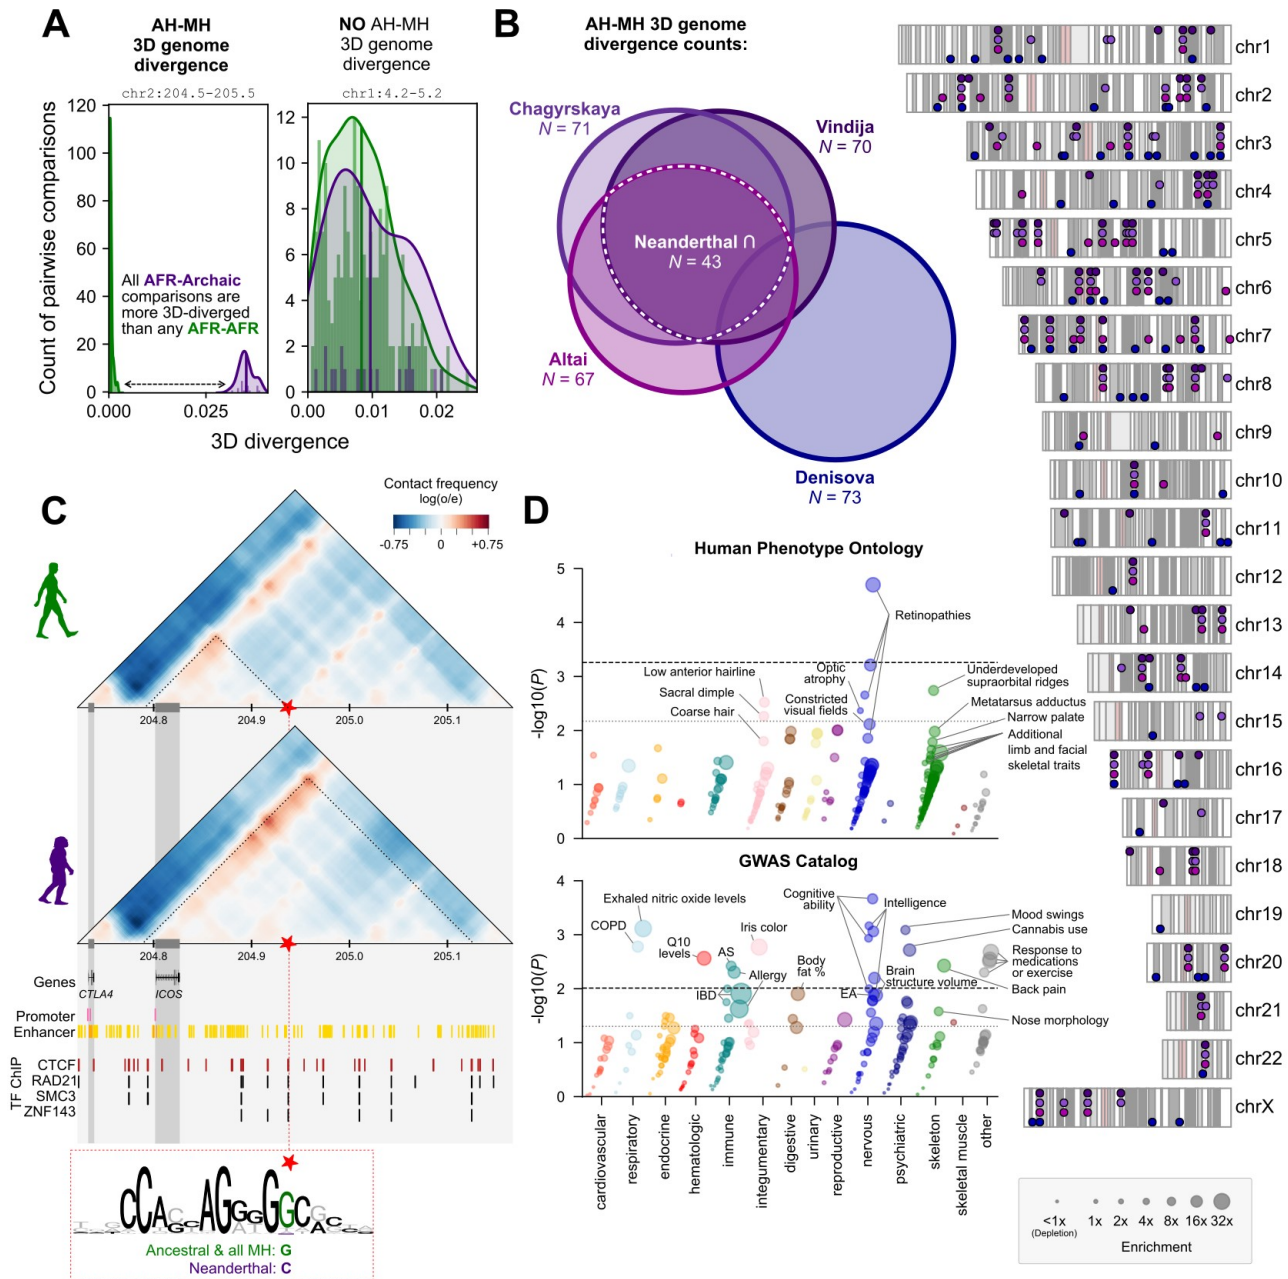 A
AH-MH
3D genome
divergence
chr2:204.5-205.5
NO AH-MH
3D genome
divergence
chr1:4.2-5.2
Count of pairwise comparisons
120
100
80
60
40
20
0
0.000
0.025
All AFR-Archaic
comparisons are
more 3D-diverged
than any AFR-AFR
12
10
8
6
4
2
0
0.00
0.01
0.02
3D divergence
B
AH-MH 3D genome
divergence counts:
Chagyrskaya
N = 71
Vindija
N = 70
Neanderthal ∩
N = 43
Altai
N = 67
Denisova
N = 73
chr1
chr2
chr3
chr4
chr5
chr6
chr7
chr8
chr9
chr10
chr11
chr12
chr13
chr14
chr15
chr16
chr17
chr18
chr19
chr20
chr21
chr22
chrX
C
Contact frequency
log(o/e)
-0.75
0
+0.75
204.8
204.9
205.0
205.1
204.8
204.9
205.0
205.1
Genes
CTLA4
ICOS
Promoter
Enhancer
TF ChIP
CTCF
RAD21
SMC3
ZNF143
Ancestral & all MH: G
Neanderthal: C
D
Human Phenotype Ontology
-log10(P)
5
4
3
2
1
0
Retinopathies
Low anterior hairline
Sacral dimple
Coarse hair
Optic
atrophy
Constricted
visual fields
Underdeveloped
supraorbital ridges
Metatarsus adductus
Narrow palate
Additional
limb and facial
skeletal traits
GWAS Catalog
-log10(P)
4
3
2
1
0
Exhaled nitric oxide levels
COPD
Q10
levels
AS
IBD
Allergy
Iris color
Body
fat %
Cognitive
ability
Intelligence
EA
Brain
structure volume
Mood swings
Cannabis use
Response to
medications
or exercise
Back pain
Nose morphology
cardiovascular
respiratory
endocrine
hematologic
immune
integumentary
digestive
urinary
reproductive
nervous
psychiatric
skeleton
skeletal muscle
other
<1x
(Depletion)
1x
2x
4x
8x
16x
32x
Enrichment